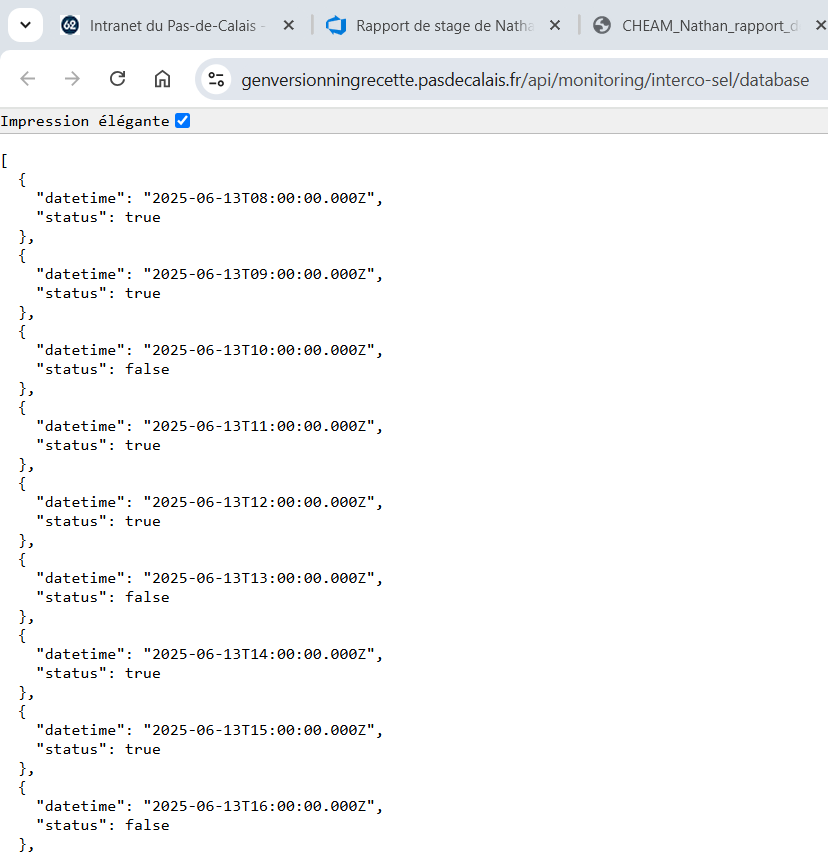 Intranet du Pas-de-Calais -
Rapport de stage de Natha
CHEAM_Nathan_rapport_d
genversionningrecette.pasdecalais.fr/api/monitoring/interco-sel/database
Impression élégante
[
  {
    "datetime": "2025-06-13T08:00:00.000Z",
    "status": true
  },
  {
    "datetime": "2025-06-13T09:00:00.000Z",
    "status": true
  },
  {
    "datetime": "2025-06-13T10:00:00.000Z",
    "status": false
  },
  {
    "datetime": "2025-06-13T11:00:00.000Z",
    "status": true
  },
  {
    "datetime": "2025-06-13T12:00:00.000Z",
    "status": true
  },
  {
    "datetime": "2025-06-13T13:00:00.000Z",
    "status": false
  },
  {
    "datetime": "2025-06-13T14:00:00.000Z",
    "status": true
  },
  {
    "datetime": "2025-06-13T15:00:00.000Z",
    "status": true
  },
  {
    "datetime": "2025-06-13T16:00:00.000Z",
    "status": false
  },